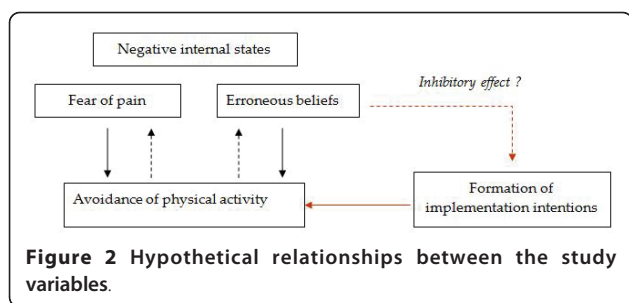 Negative internal states
Inhibitory effect ?
Fear of pain
Erroneous beliefs
Avoidance of physical activity
Formation of
implementation intentions
Figure 2 Hypothetical relationships between the study
variables.